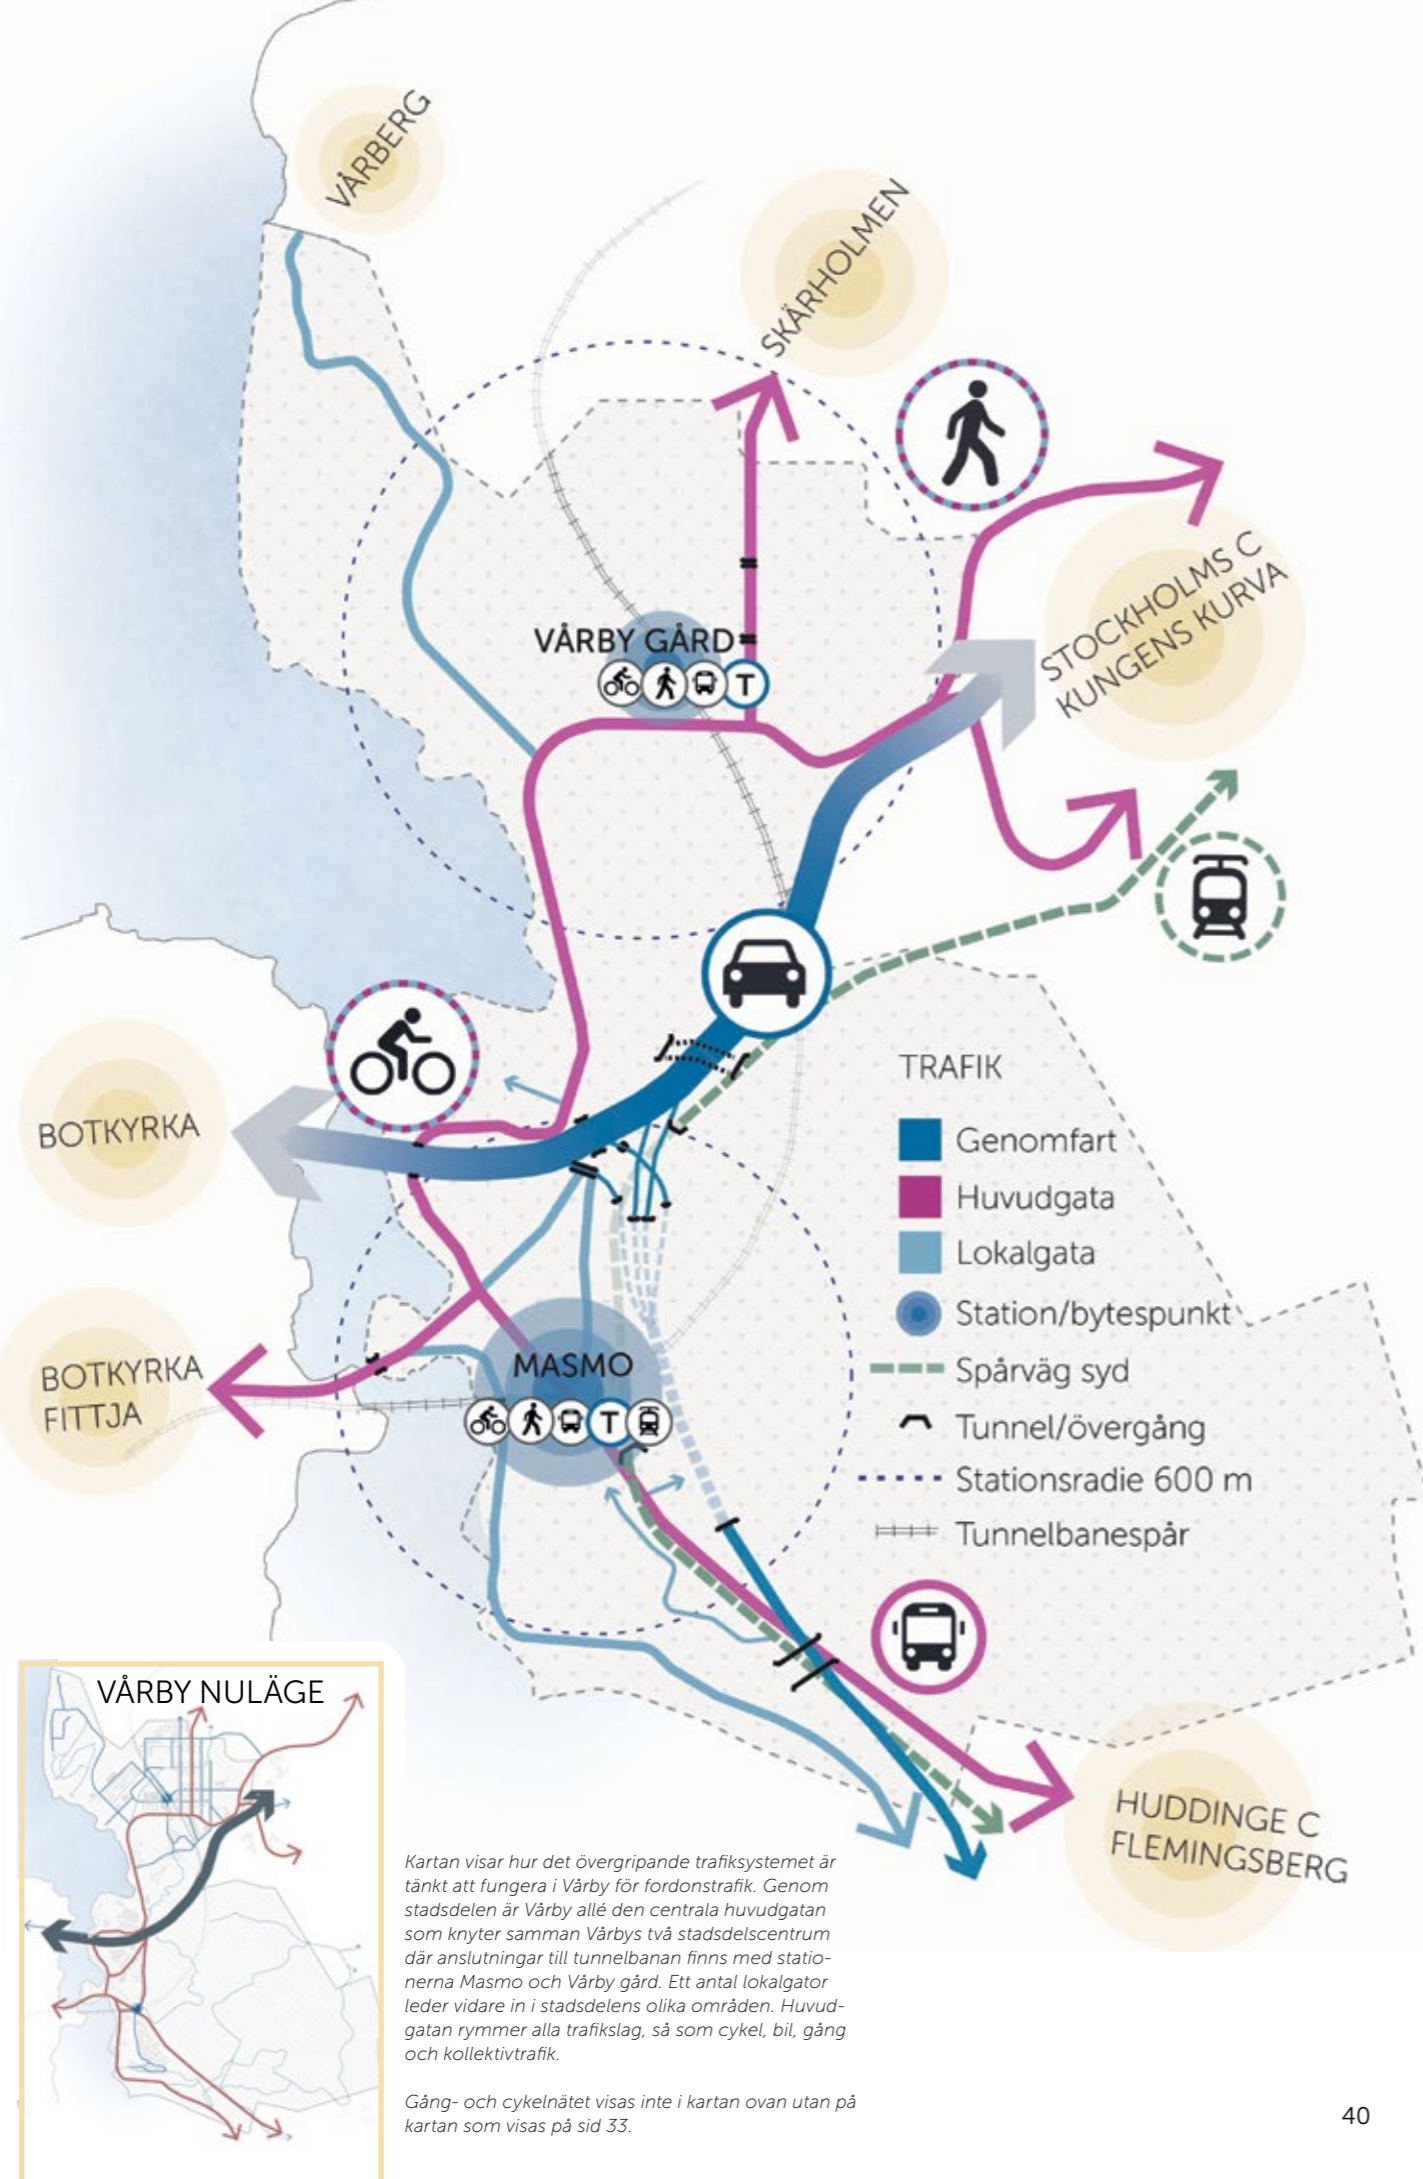 VÅRBERG
SKÄRHOLMEN
STOCKHOLMS C
KUNGENS KURVA
VÅRBY GÅRD
T
BOTKYRKA
TRAFIK
Genomfart
Huvudgata
Lokalgata
Station/bytespunkt
Spårväg syd
Tunnel/övergång
Stationsradie 600 m
Tunnelbanespår
BOTKYRKA
FITTJA
MASMO
T
HUDDINGE C
FLEMINGSBERG
VÅRBY NULÄGE
Kartan visar hur det övergripande trafiksystemet är
tänkt att fungera i Vårby för fordonstrafik. Genom
stadsdelen är Vårby allé den centrala huvudgatan
som knyter samman Vårbys två stadsdelscentrum
där anslutningar till tunnelbanan finns med statio-
nerna Masmo och Vårby gård. Ett antal lokalgator
leder vidare in i stadsdelens olika områden. Huvud-
gatan rymmer alla trafikslag, så som cykel, bil, gång
och kollektivtrafik.
Gång- och cykelnätet visas inte i kartan ovan utan på
kartan som visas på sid 33.
40